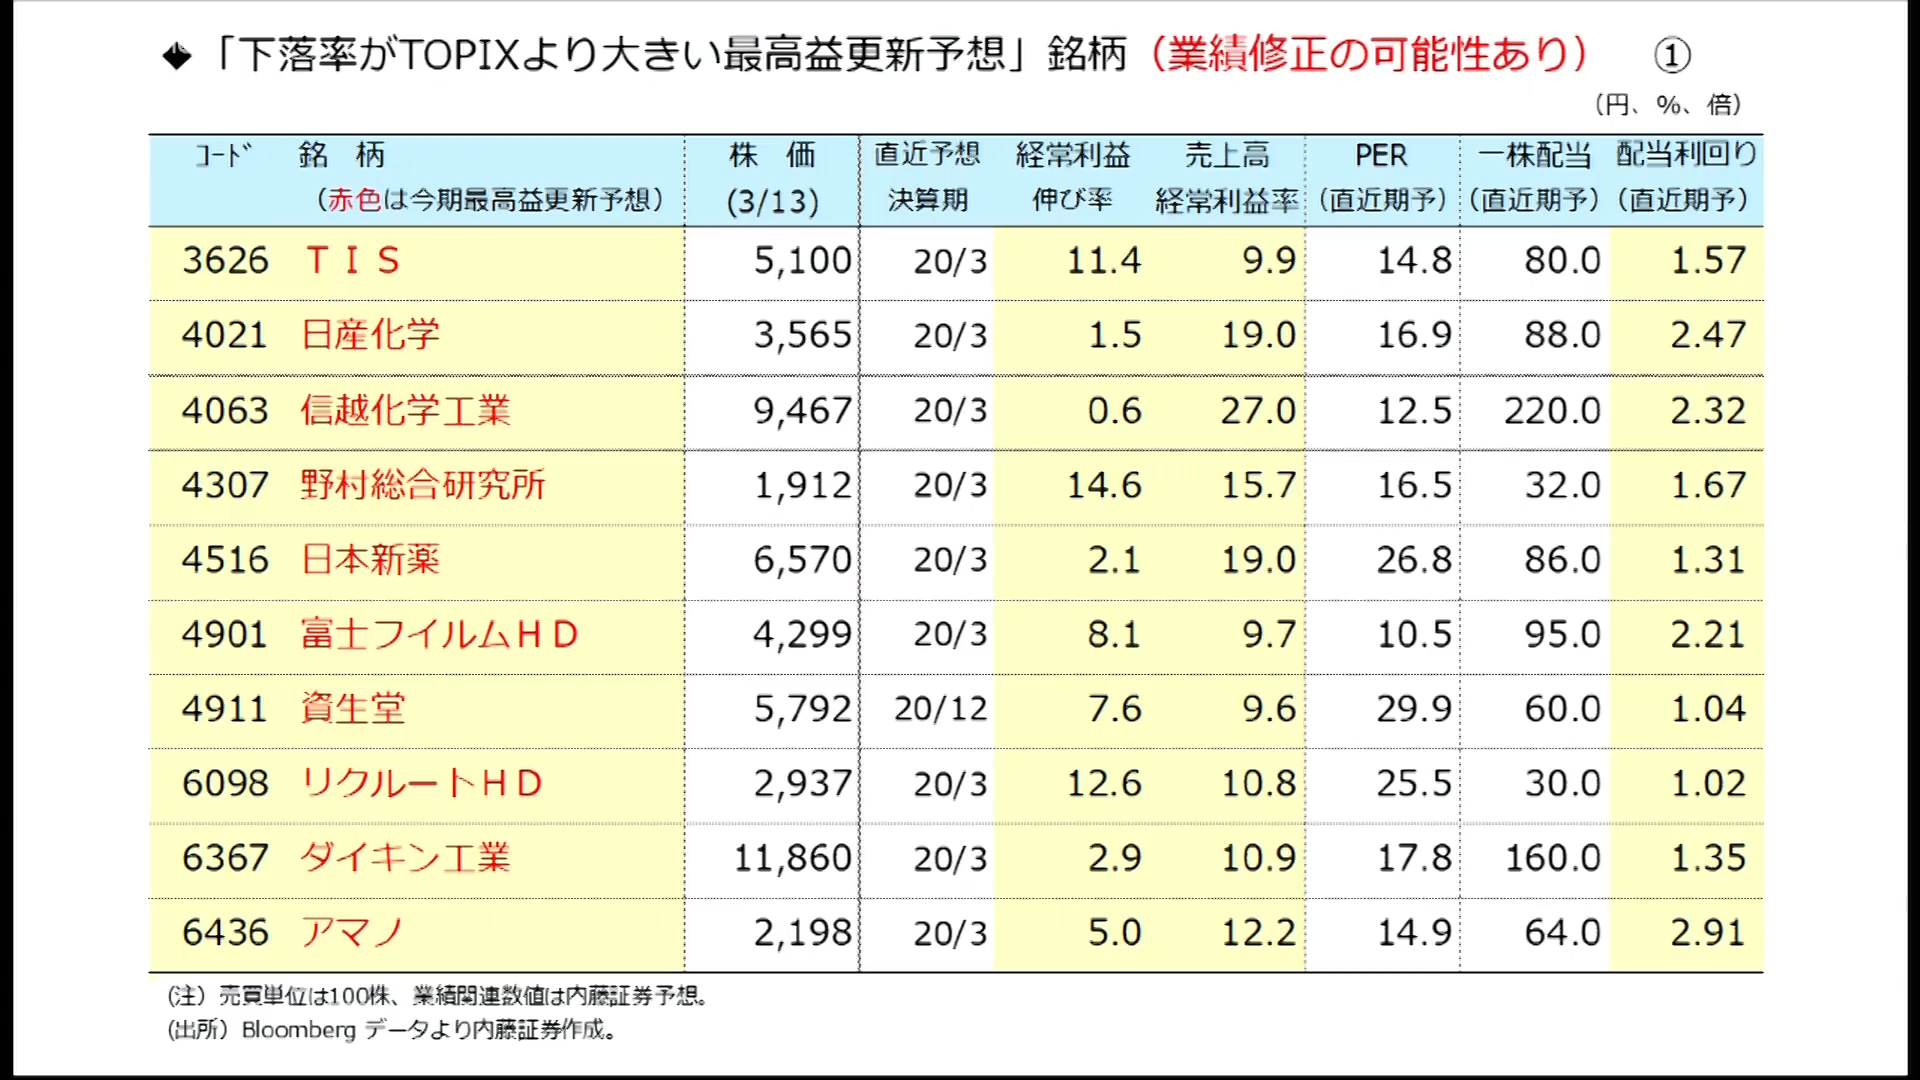 ◆「下落率がTOPIXより大きい最高益更新予想」銘柄（業績修正の可能性あり） ①
（円、％、倍）
ｺｰﾄﾞ 銘 柄 株 価 直近予想 経常利益 売上高 PER 一株配当 配当利回り
（赤色は今期最高益更新予想） (3/13) 決算期 伸び率 経常利益率 （直近期予） （直近期予） （直近期予）
3626 ＴＩＳ 5,100 20/3 11.4 9.9 14.8 80.0 1.57
4021 日産化学 3,565 20/3 1.5 19.0 16.9 88.0 2.47
4063 信越化学工業 9,467 20/3 0.6 27.0 12.5 220.0 2.32
4307 野村総合研究所 1,912 20/3 14.6 15.7 16.5 32.0 1.67
4516 日本新薬 6,570 20/3 2.1 19.0 26.8 86.0 1.31
4901 富士フイルムＨＤ 4,299 20/3 8.1 9.7 10.5 95.0 2.21
4911 資生堂 5,792 20/12 7.6 9.6 29.9 60.0 1.04
6098 リクルートＨＤ 2,937 20/3 12.6 10.8 25.5 30.0 1.02
6367 ダイキン工業 11,860 20/3 2.9 10.9 17.8 160.0 1.35
6436 アマノ 2,198 20/3 5.0 12.2 14.9 64.0 2.91
（注）売買単位は100株、業績関連数値は内藤証券予想。
（出所）Bloomberg データより内藤証券作成。